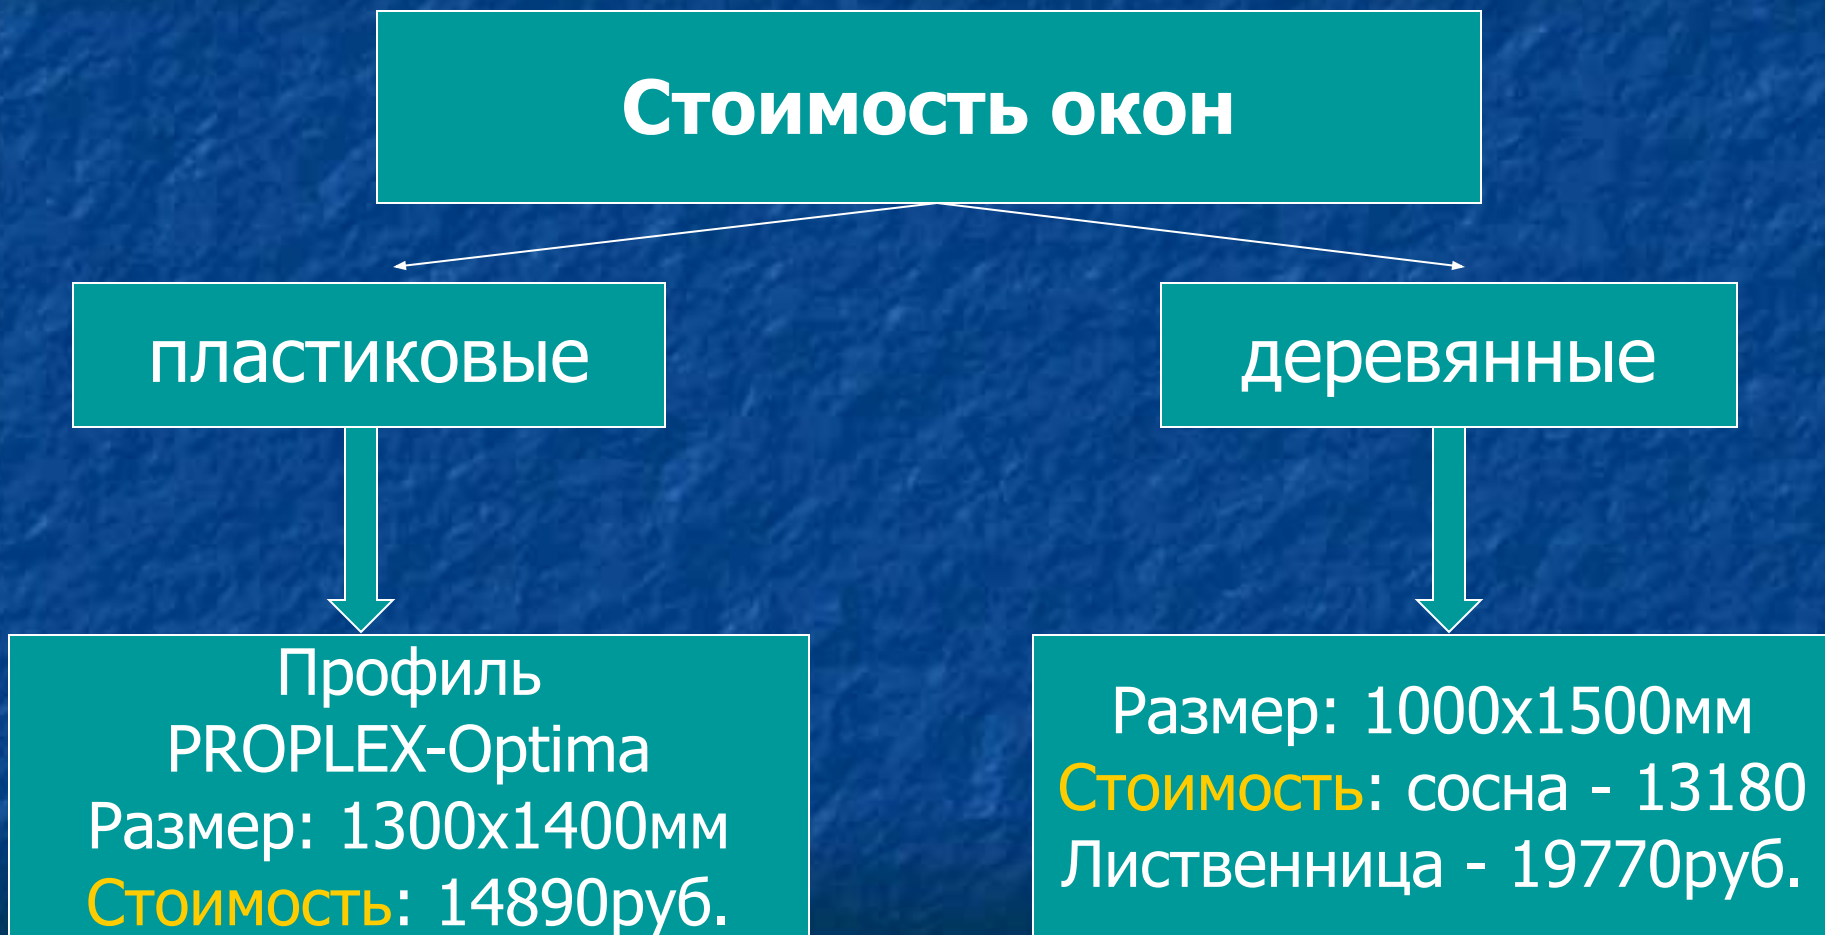 Стоимость окон
пластиковые
деревянные
Профиль
PROPLEX-Optima
Размер: 1300х1400мм
Стоимость: 14890руб.
Размер: 1000х1500мм
Стоимость: сосна - 13180
Лиственница - 19770руб.